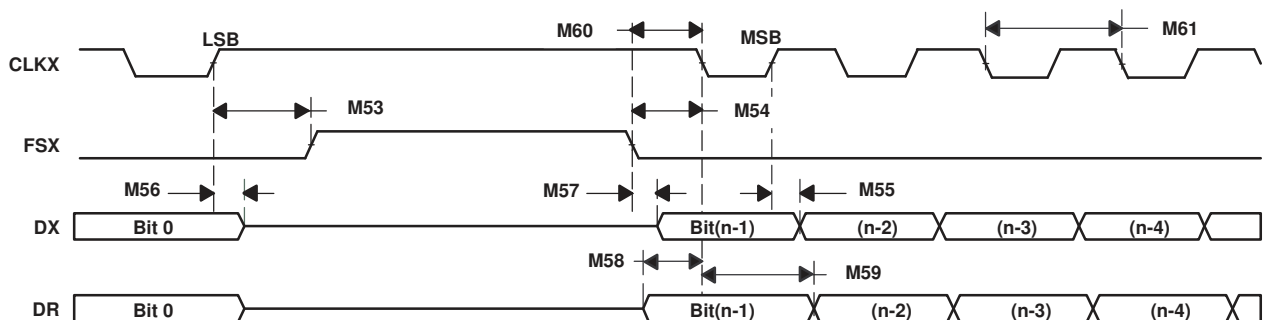 LSB M60 MSB M61
CLKX
M53 M54
FSX
M56 M57 M55
DX Bit 0 Bit(n-1) (n-2) (n-3) (n-4)
M58 M59
DR Bit 0 Bit(n-1) (n-2) (n-3) (n-4)